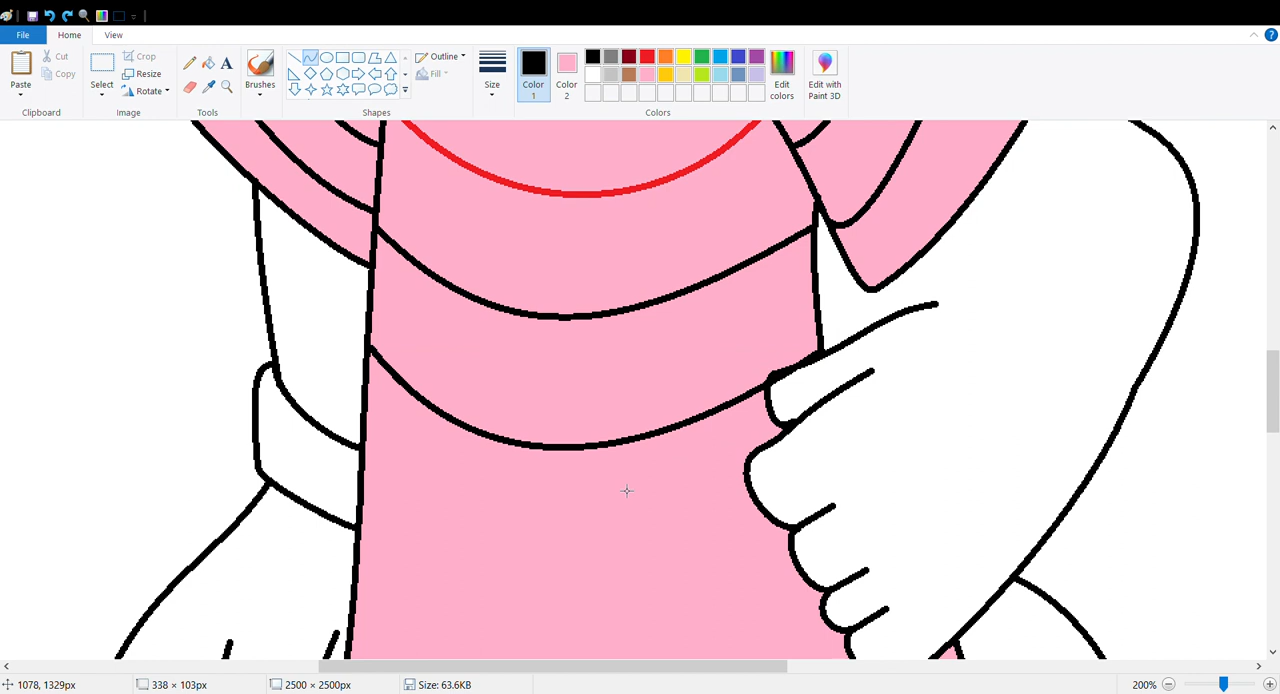 File
Home
View
Paste
Cut
Copy
Clipboard
Select
Crop
Resize
Rotate
Image
Tools
Brushes
Shapes
Outline
Fill
Size
Color
1
Color
2
Edit
colors
Colors
Edit with
Paint 3D
1078, 1329px
338 × 103px
2500 × 2500px
Size: 63.6KB
200%